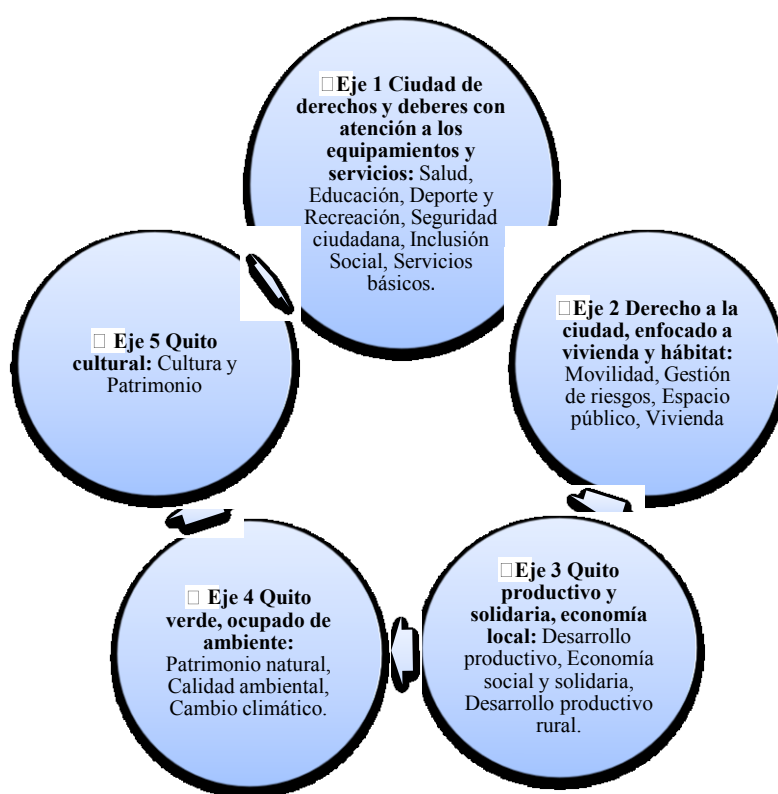 □Eje 1 Ciudad de
derechos y deberes con
atención a los
equipamientos y
servicios: Salud,
Educación, Deporte y
Recreación, Seguridad
ciudadana, Inclusión
Social, Servicios
básicos.
□Eje 2 Derecho a la
ciudad, enfocado a
vivienda y hábitat:
Movilidad, Gestión
de riesgos, Espacio
público, Vivienda
□Eje 3 Quito
productivo y
solidaria, economía
local: Desarrollo
productivo, Economía
social y solidaria,
Desarrollo productivo
rural.
□ Eje 4 Quito
verde, ocupado de
ambiente:
Patrimonio natural,
Calidad ambiental,
Cambio climático.
□ Eje 5 Quito
cultural: Cultura y
Patrimonio